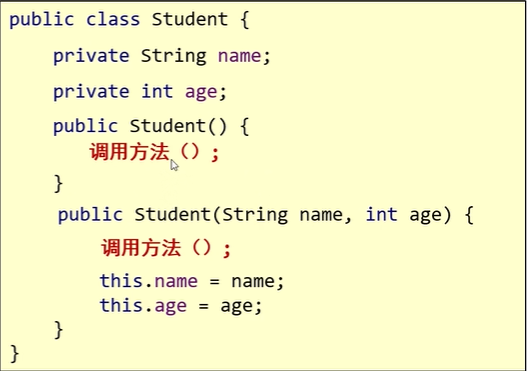 public class Student {
private String name;
private int age;
public Student() {
调用方法（）;
}
public Student(String name, int age) {
调用方法（）;
this.name = name;
this.age = age;
}
}